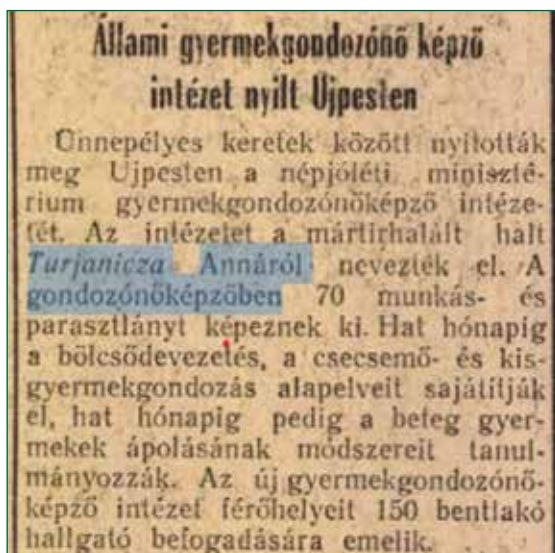 Állami gyermekgondozónő képző
intézet nyilt Ujpesten
Ünnepélyes keretek között nyitották
meg Ujpesten a népjóléti miniszté-
rium gyermekgondozónőképző intéze-
tét. Az intézetet a mártirhalált halt
Turjanicza Annáról nevezték el. A
gondozónőképzőben 70 munkás- és
parasztlányt képeznek ki. Hat hónapig
a bölcsődevezetés, a csecsemő- és kis-
gyermekgondozás alapelveit sajátítják
el, hat hónapig pedig a beteg gyer-
mekek ápolásának módszereit tanul-
mányozzák. Az új gyermekgondozónő-
képző intézet férőhelyeit 150 bentlakó
hallgató befogadására emelik.